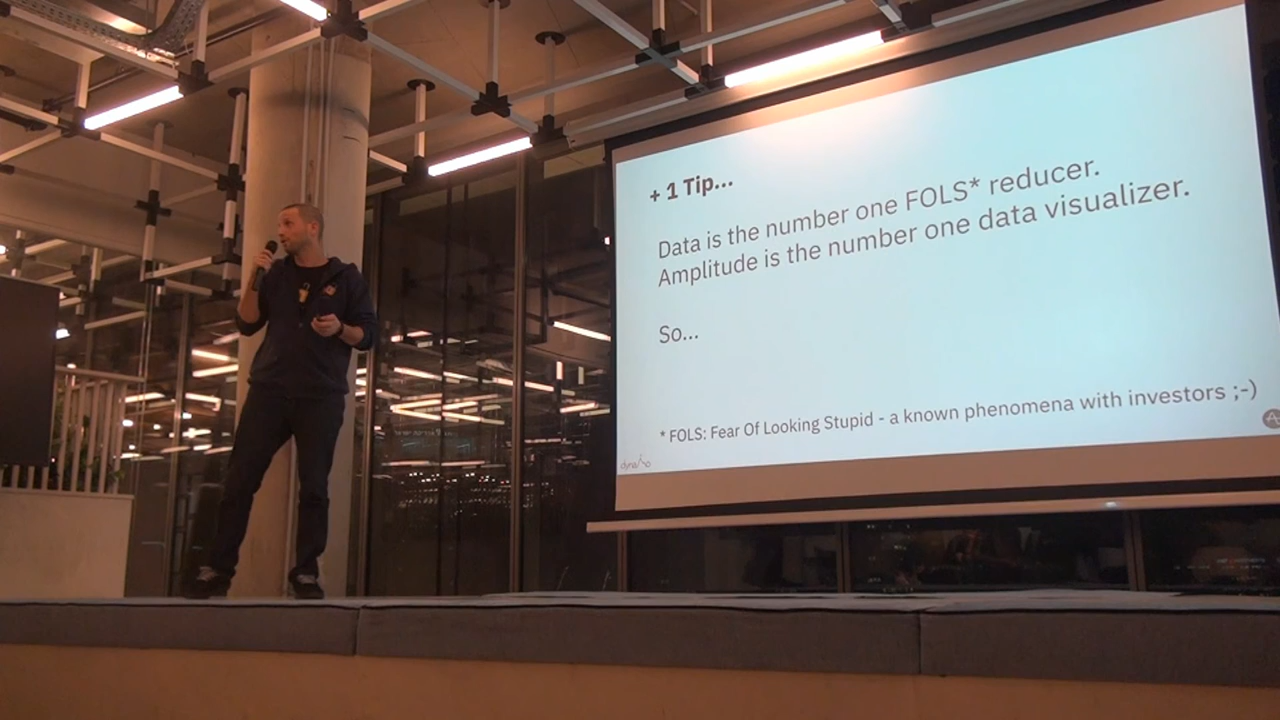 + 1 Tip...
Data is the number one FOLS* reducer.
Amplitude is the number one data visualizer.
So...
* FOLS: Fear Of Looking Stupid - a known phenomena with investors ;-)